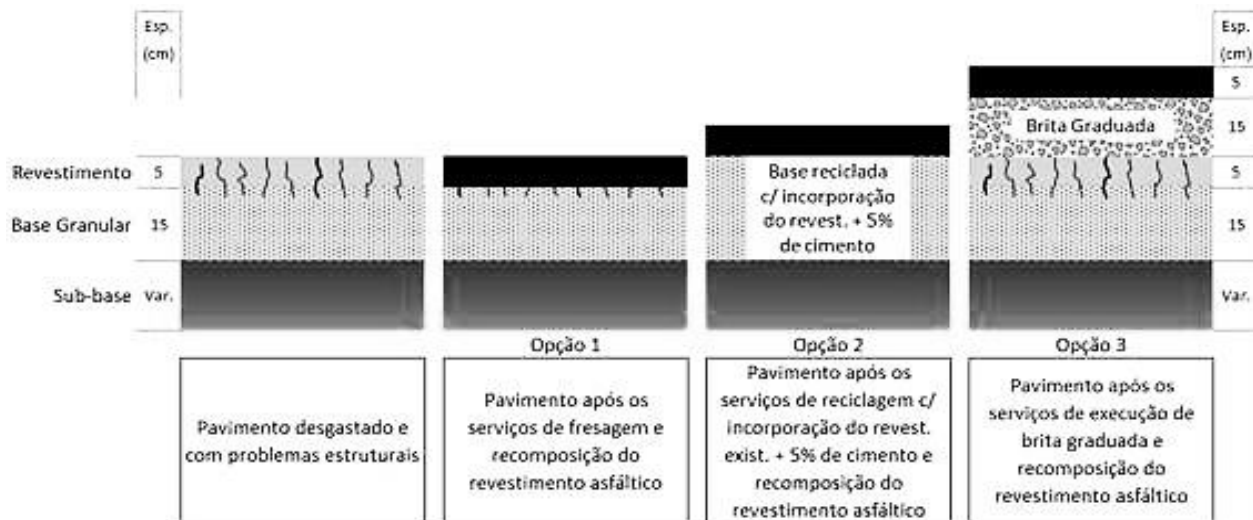 Esp.
(cm)
Esp.
(cm)
5
Brita Graduada
15
Revestimento
5
Base reciclada
c/ incorporação
do revest. + 5%
de cimento
5
Base Granular
15
15
Sub-base
Var.
Var.
Opção 1
Opção 2
Opção 3
Pavimento desgastado e
com problemas estruturais
Pavimento após os
serviços de fresagem e
recomposição do
revestimento asfáltico
Pavimento após os
serviços de reciclagem c/
incorporação do revest.
exist. + 5% de cimento e
recomposição do
revestimento asfáltico
Pavimento após os
serviços de execução de
brita graduada e
recomposição do
revestimento asfáltico